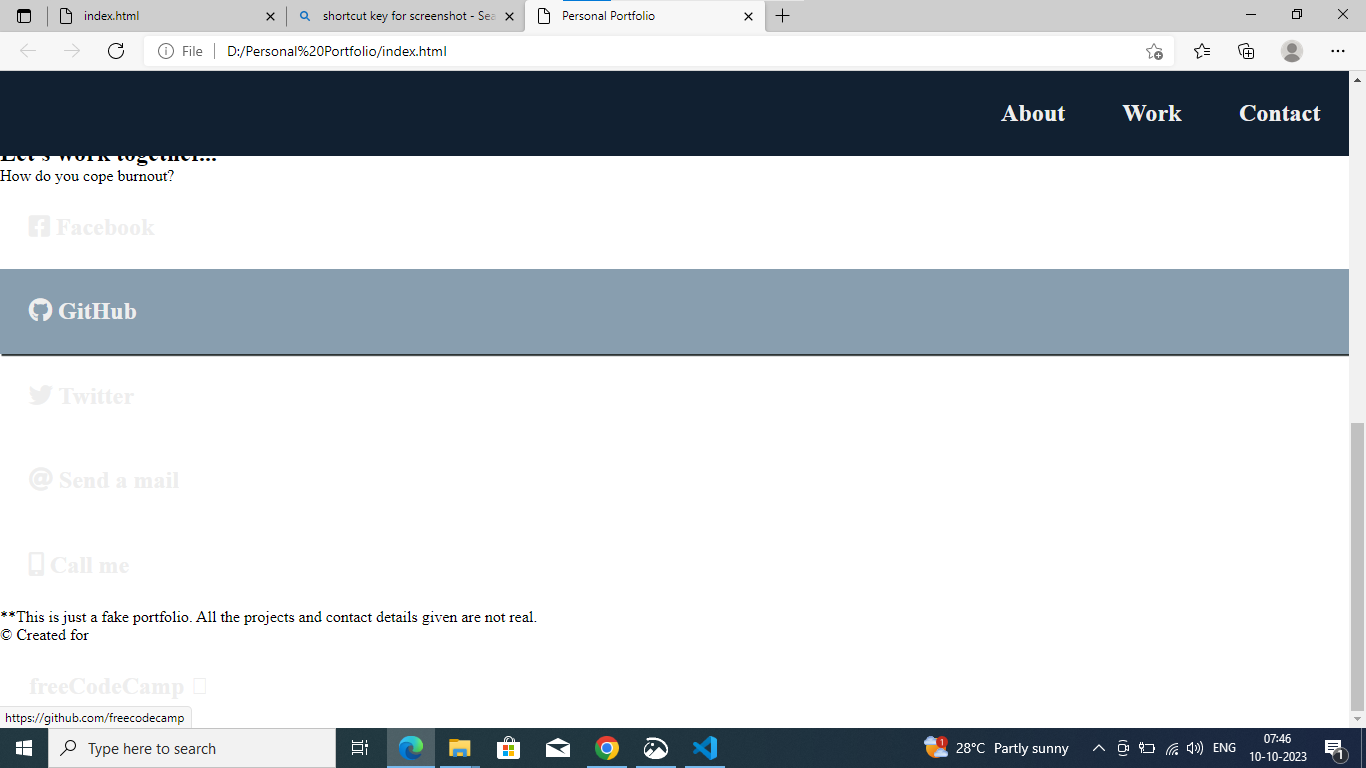 index.html
shortcut key for screenshot - Sea
Personal Portfolio
File
D:/Personal%20Portfolio/index.html
About
Work
Contact
Let's work together...
How do you cope burnout?
Facebook
GitHub
Twitter
Send a mail
Call me
**This is just a fake portfolio. All the projects and contact details given are not real.
© Created for
freeCodeCamp
https://github.com/freecodecamp
Type here to search
1
28°C Partly sunny
ENG
07:46
10-10-2023
1